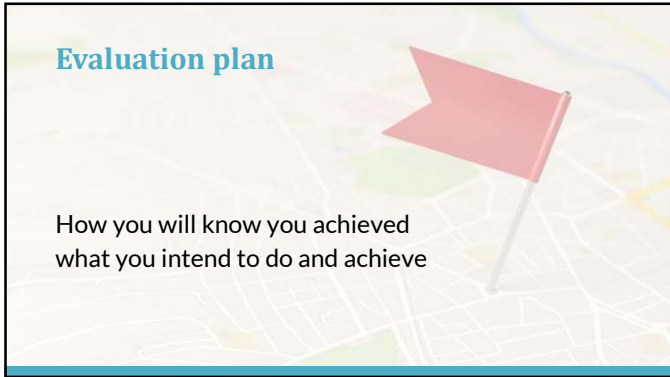 Evaluation plan
How you will know you achieved
what you intend to do and achieve